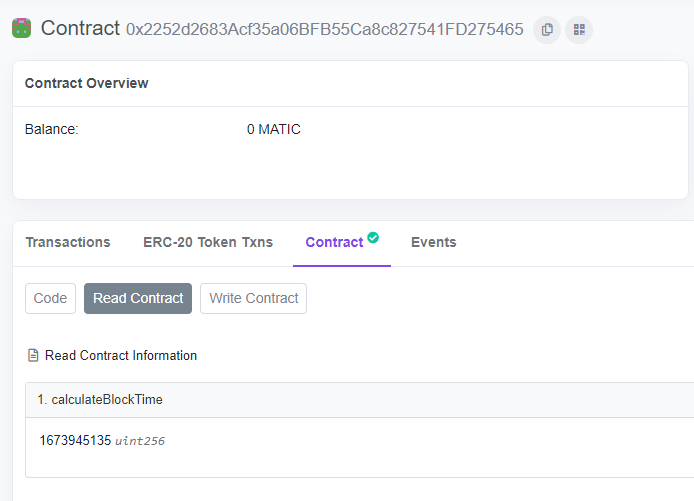 Contract 0x2252d2683Acf35a06BFB55Ca8c827541FD275465
Contract Overview
Balance: 0 MATIC
Transactions ERC-20 Token Txns Contract Events
Code Read Contract Write Contract
Read Contract Information
1. calculateBlockTime
1673945135 uint256